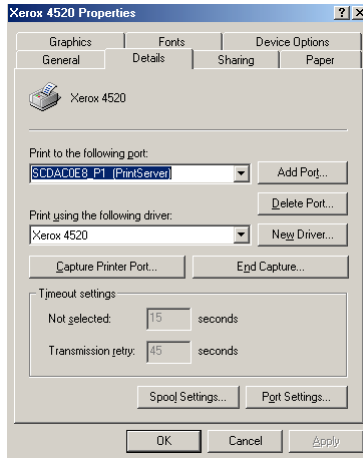 Xerox 4520 Properties
Graphics Fonts Device Options
General Details Sharing Paper
Xerox 4520
Print to the following port:
SCDAC0E8_P1 (PrintServer) Add Port...
Delete Port...
Print using the following driver:
Xerox 4520 New Driver...
Capture Printer Port... End Capture...
Timeout settings
Not selected: 15 seconds
Transmission retry: 45 seconds
Spool Settings... Port Settings...
OK Cancel Apply